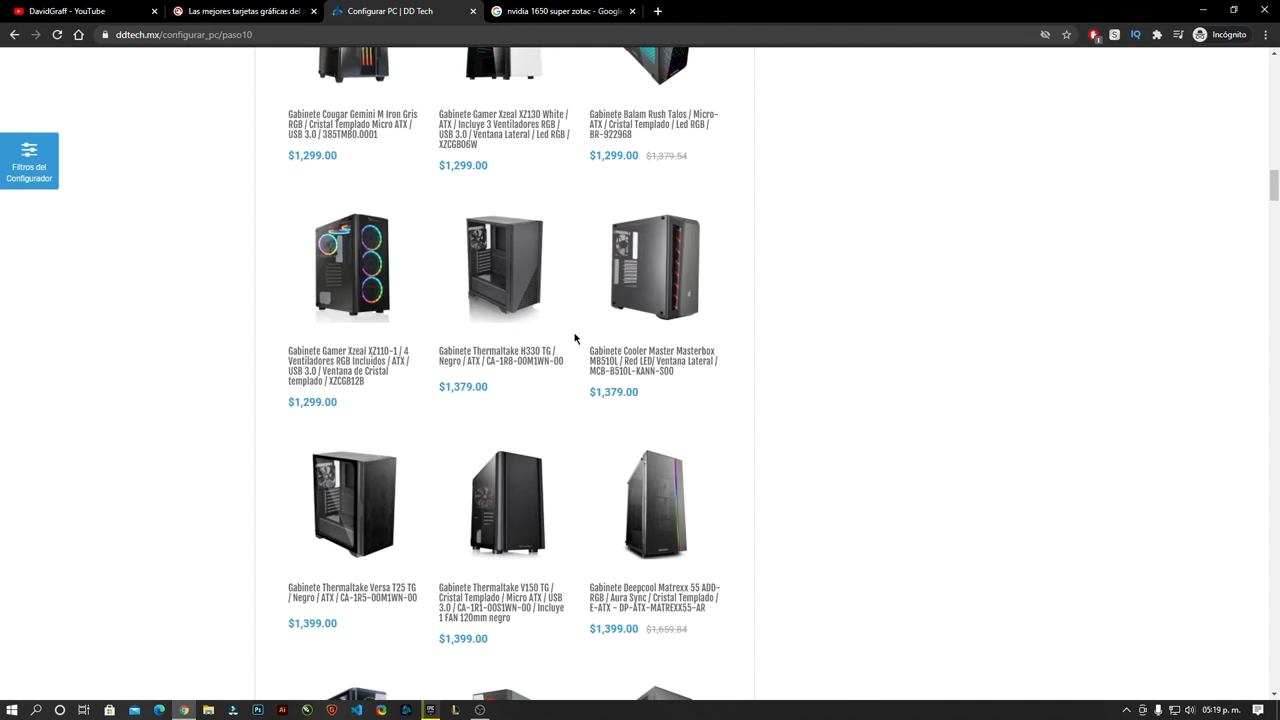 DavidGraff - YouTube
Las mejores tarjetas gráficas del
Configurador PC | DD Tech
nvidia 1650 super zotac - Google
ddtech.mx/configurar_pc/paso10
Incógnito
Filtros del
Configurador
Gabinete Cougar Gemini M Iron Gris
RGB / Cristal Templado Micro ATX /
USB 3.0 / 385TMB0.0001
$1,299.00
Gabinete Gamer Xzeal XZ130 White /
ATX / Incluye 3 Ventiladores RGB /
USB 3.0 / Ventana Lateral / Led RGB /
XZCGB06W
$1,299.00
Gabinete Balam Rush Talos / Micro-
ATX / Cristal Templado / Led RGB /
BR-922968
$1,299.00 $1,379.54
Gabinete Gamer Xzeal XZ110-1 / 4
Ventiladores RGB Incluidos / ATX /
USB 3.0 / Ventana de Cristal
templado / XZCGB12B
$1,299.00
Gabinete Thermaltake H330 TG /
Negro / ATX / CA-1R8-00M1WN-00
$1,379.00
Gabinete Cooler Master Masterbox
MB510L / Red LED/ Ventana Lateral /
MCB-B510L-KANN-S00
$1,379.00
Gabinete Thermaltake Versa T25 TG
/ Negro / ATX / CA-1R5-00M1WN-00
$1,399.00
Gabinete Thermaltake V150 TG /
Cristal Templado / Micro ATX / USB
3.0 / CA-1R1-00S1WN-00 / Incluye
1 FAN 120mm negro
$1,399.00
Gabinete Deepcool Matrexx 55 ADD-
RGB / Aura Sync / Cristal Templado /
E-ATX - DP-ATX-MATREXX55-AR
$1,399.00 $1,659.84
05:19 p. m.